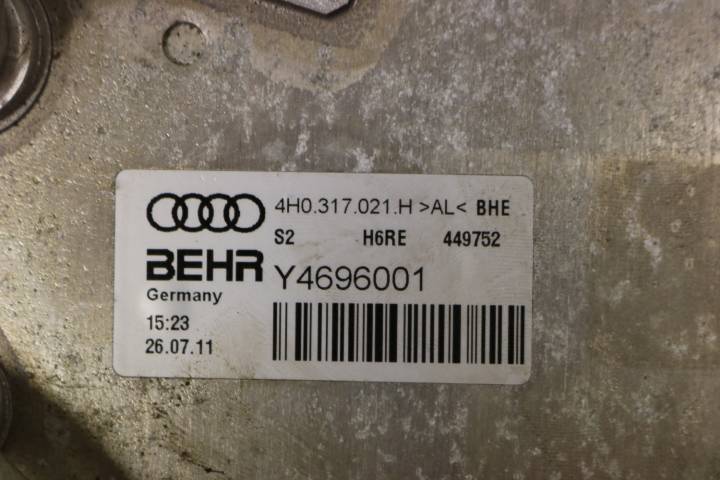 4H0.317.021.H >AL< BHE
S2 H6RE 449752
BEHR Y4696001
Germany
15:23
26.07.11